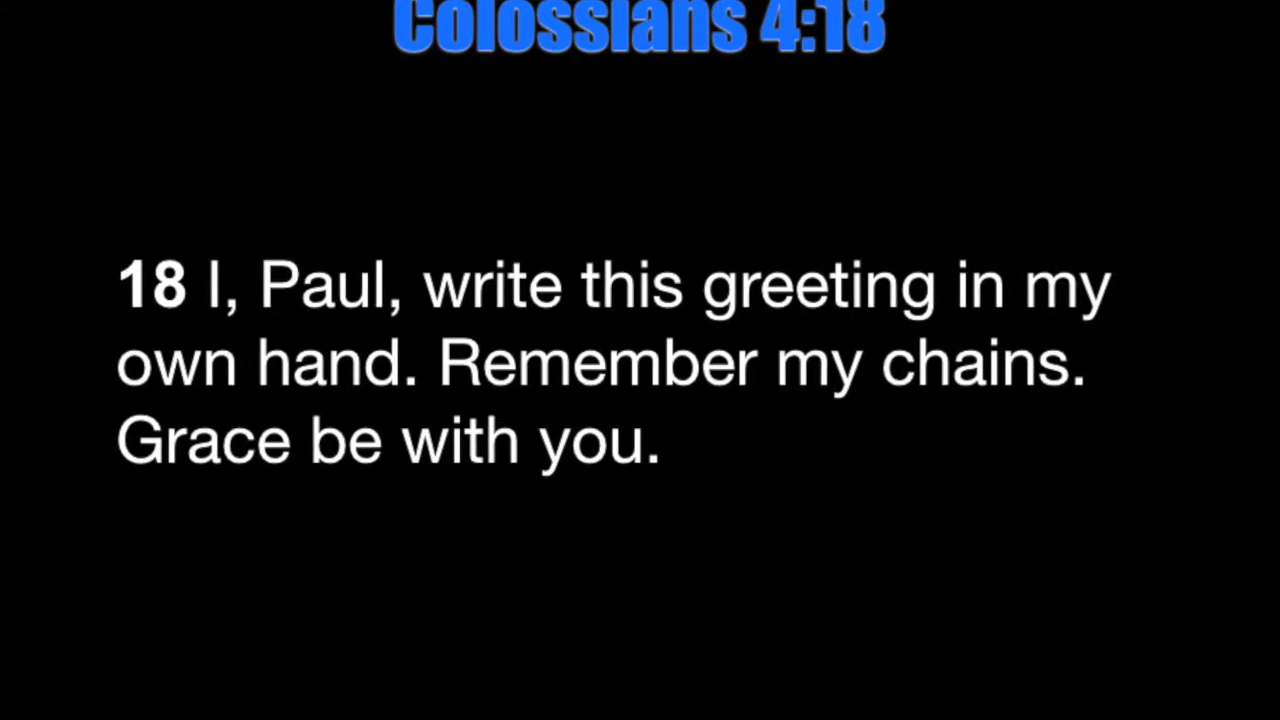 Colossians 4:18
18 I, Paul, write this greeting in my
own hand. Remember my chains.
Grace be with you.